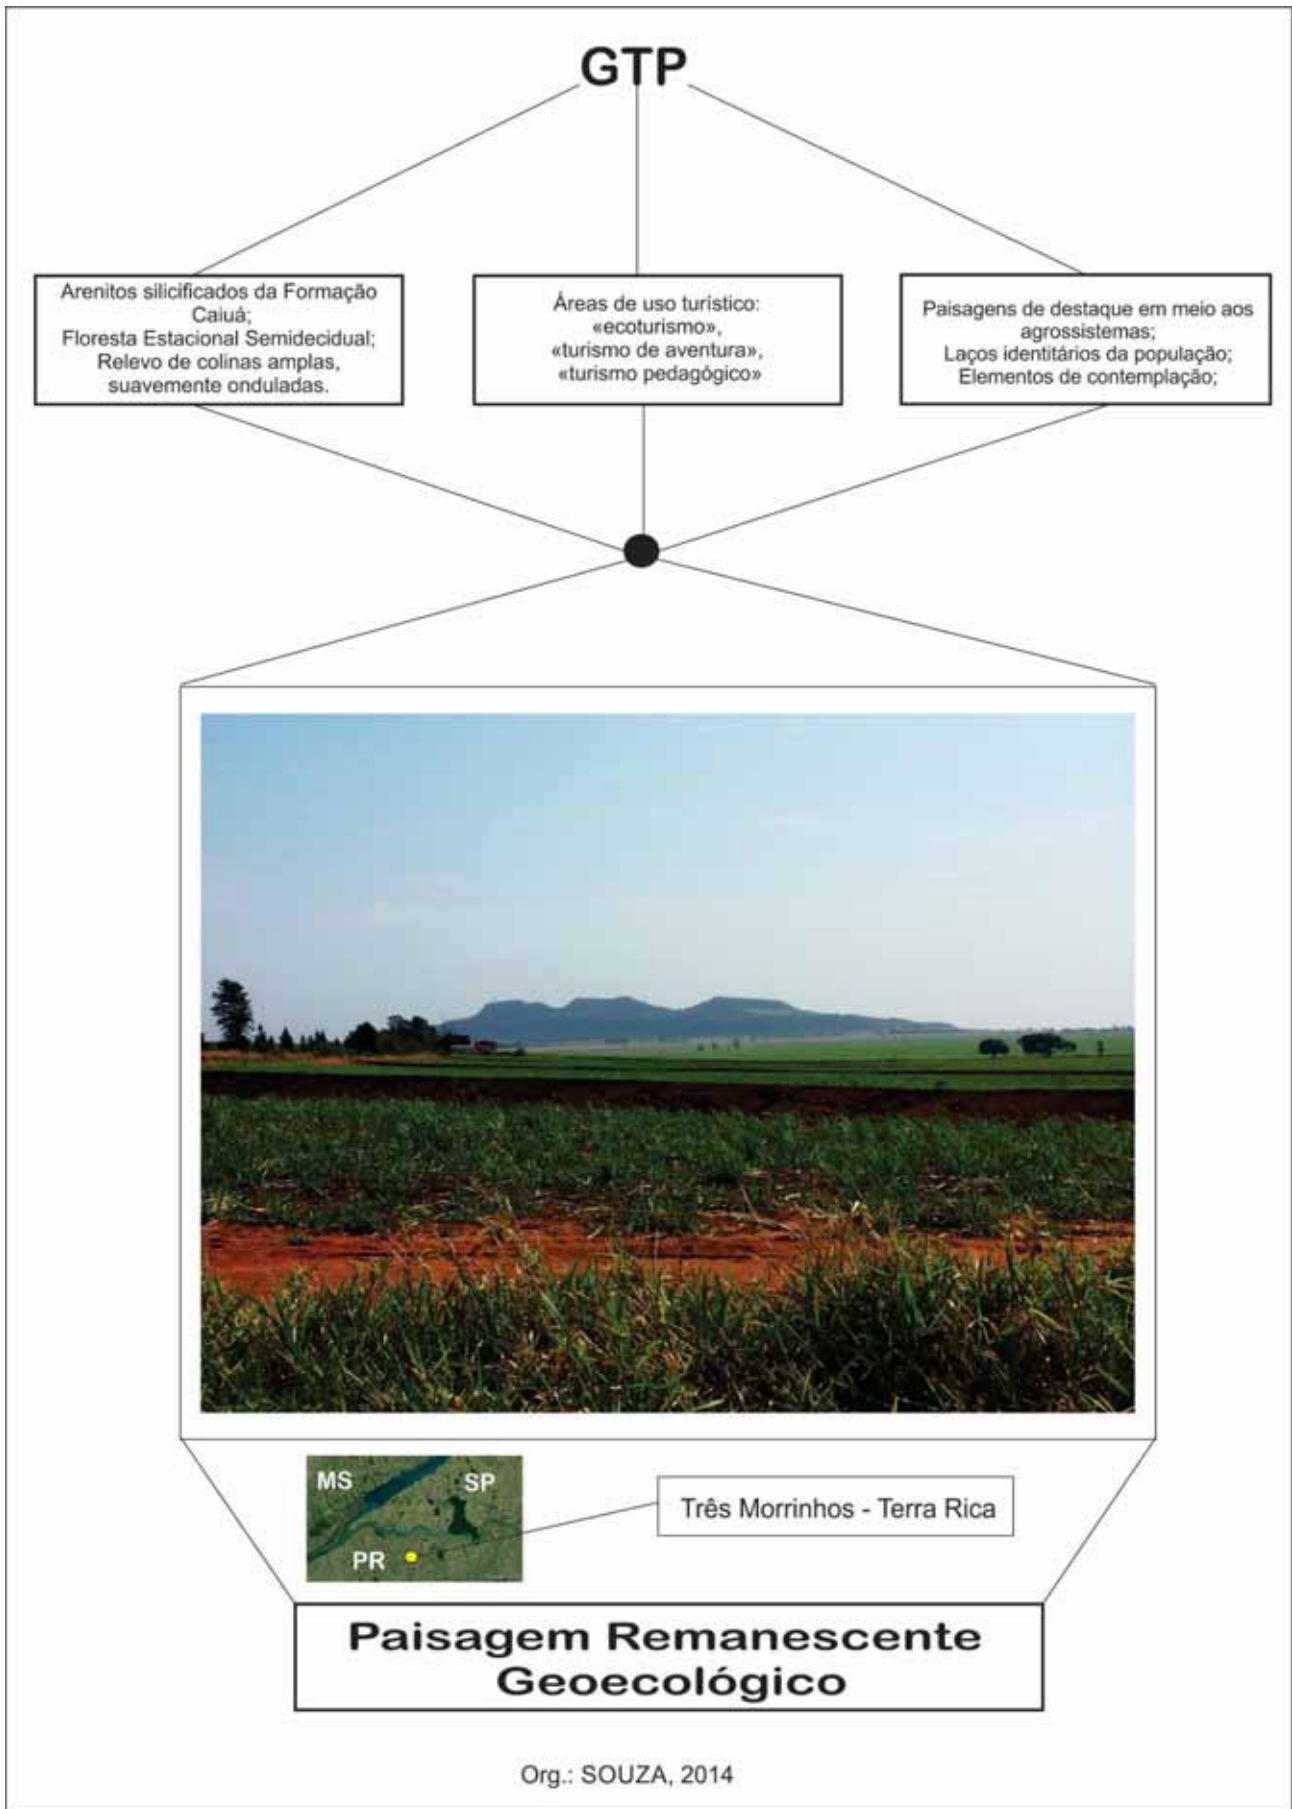 GTP
Arenitos silicificados da Formação
Caiuá;
Floresta Estacional Semidecidual;
Relevo de colinas amplas,
suavemente onduladas.
Áreas de uso turístico:
«ecoturismo»,
«turismo de aventura»,
«turismo pedagógico»
Paisagens de destaque em meio aos
agrossistemas;
Laços identitários da população;
Elementos de contemplação;
MS
SP
PR
Três Morrinhos - Terra Rica
Paisagem Remanescente
Geoecológico
Org.: SOUZA, 2014